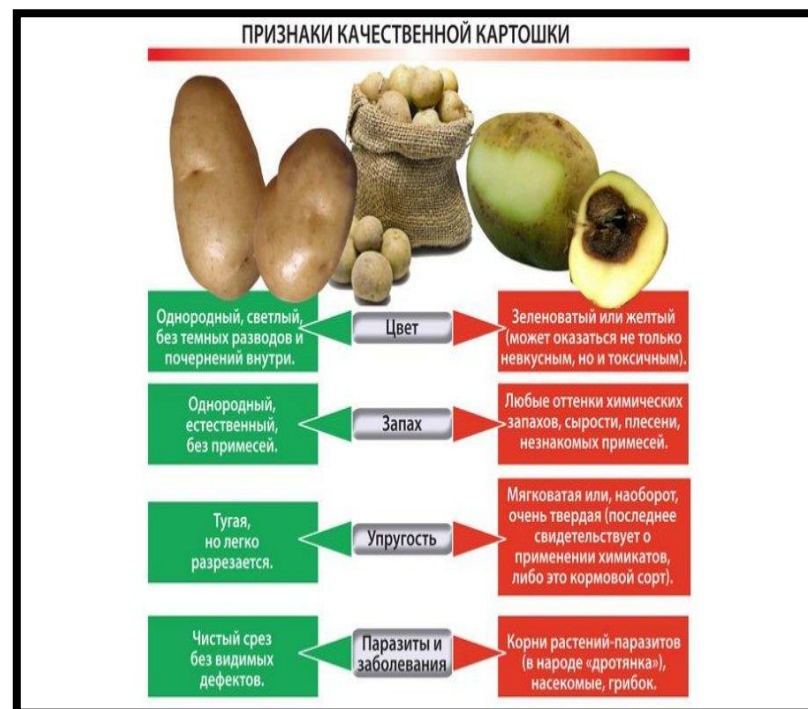 ПРИЗНАКИ КАЧЕСТВЕННОЙ КАРТОШКИ
Однородный, светлый,
без темных разводов и
почернений внутри.
Цвет
Зеленоватый или желтый
(может оказаться не только
невкусным, но и токсичным).
Однородный,
естественный,
без примесей.
Запах
Любые оттенки химических
запахов, сырости, плесени,
незнакомых примесей.
Тугая,
но легко
разрезается.
Упругость
Мягковатая или, наоборот,
очень твердая (последнее
свидетельствует о
применении химикатов,
либо это кормовой сорт).
Чистый срез
без видимых
дефектов.
Паразиты и
заболевания
Корни растений-паразитов
(в народе «дротянка»),
насекомые, грибок.